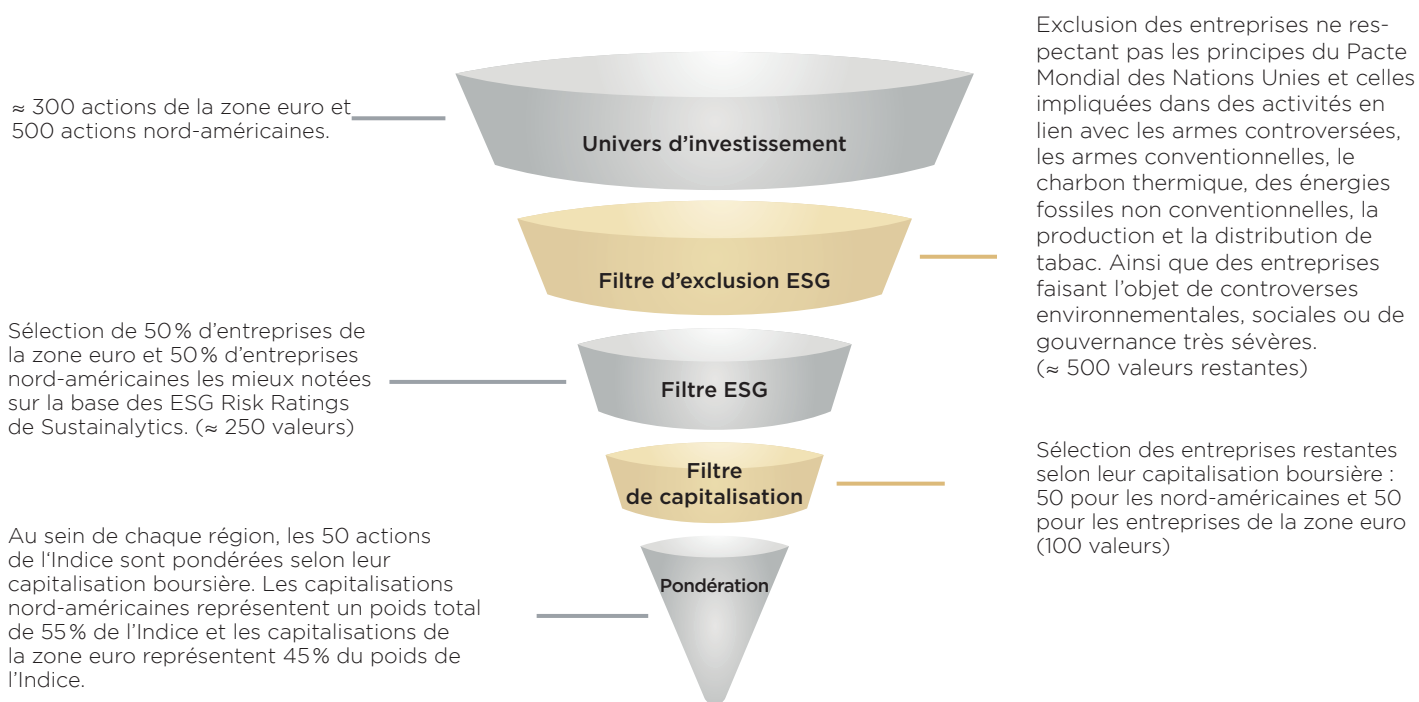 ≈ 300 actions de la zone euro et
500 actions nord-américaines.
Univers d’investissement
Exclusion des entreprises ne res-
pectant pas les principes du Pacte
Mondial des Nations Unies et celles
impliquées dans des activités en
lien avec les armes controversées,
les armes conventionnelles, le
charbon thermique, des énergies
fossiles non conventionnelles, la
production et la distribution de
tabac. Ainsi que des entreprises
faisant l’objet de controverses
environnementales, sociales ou de
gouvernance très sévères.
(≈ 500 valeurs restantes)
Filtre d’exclusion ESG
Sélection de 50 % d’entreprises de
la zone euro et 50 % d’entreprises
nord-américaines les mieux notées
sur la base des ESG Risk Ratings
de Sustainalytics. (≈ 250 valeurs)
Filtre ESG
Filtre
de capitalisation
Sélection des entreprises restantes
selon leur capitalisation boursière :
50 pour les nord-américaines et 50
pour les entreprises de la zone euro
(100 valeurs)
Au sein de chaque région, les 50 actions
de l‘Indice sont pondérées selon leur
capitalisation boursière. Les capitalisations
nord-américaines représentent un poids total
de 55 % de l’Indice et les capitalisations de
la zone euro représentent 45 % du poids de
l’Indice.
Pondération